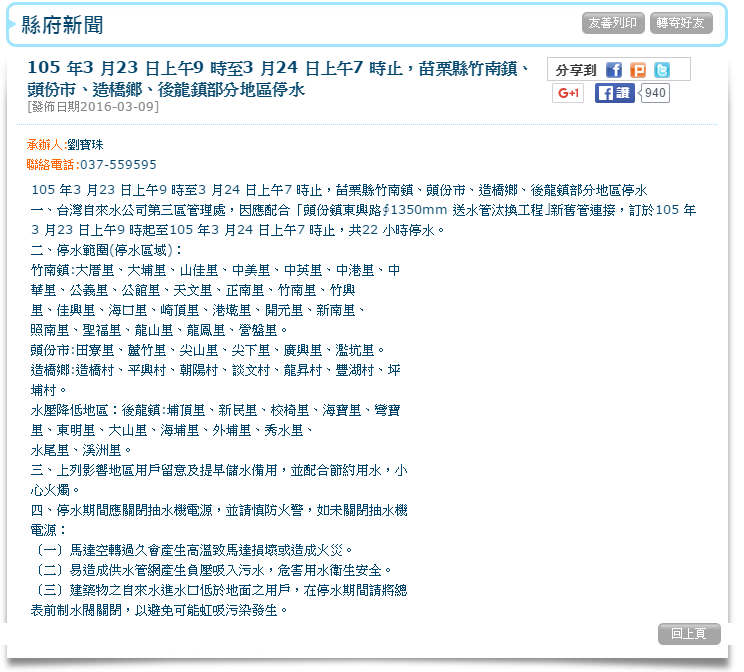 縣府新聞
友善列印 轉寄好友
105 年3 月23 日上午9 時至3 月24 日上午7 時止，苗栗縣竹南鎮、
頭份市、造橋鄉、後龍鎮部分地區停水
[發佈日期2016-03-09]
分享到
G+1 讚 940
承辦人:劉寶珠
聯絡電話:037-559595
105 年3 月23 日上午9 時至3 月24 日上午7 時止，苗栗縣竹南鎮、頭份市、造橋鄉、後龍鎮部分地區停水
一、台灣自來水公司第三區管理處，因應配合「頭份鎮東興路∮1350mm 送水管汰換工程」新舊管連接，訂於105 年
3 月23 日上午9 時起至105 年3 月24 日上午7 時止，共22 小時停水。
二、停水範圍(停水區域)：
竹南鎮:大厝里、大埔里、山佳里、中美里、中英里、中港里、中
華里、公義里、公館里、天文里、正南里、竹南里、竹興
里、佳興里、海口里、崎頂里、港墘里、開元里、新南里、
照南里、聖福里、龍山里、龍鳳里、營盤里。
頭份市:田寮里、蘆竹里、尖山里、尖下里、廣興里、濫坑里。
造橋鄉:造橋村、平興村、朝陽村、談文村、龍昇村、豐湖村、坪
埔村。
水壓降低地區：後龍鎮:埔頂里、新民里、校椅里、海寶里、灣寶
里、東明里、大山里、海埔里、外埔里、秀水里、
水尾里、溪洲里。
三、上列影響地區用戶留意及提早儲水備用，並配合節約用水，小
心火燭。
四、停水期間應關閉抽水機電源，並請慎防火警，如未關閉抽水機
電源：
〔一〕馬達空轉過久會產生高溫致馬達損壞或造成火災。
〔二〕易造成供水管網產生負壓吸入污水，危害用水衛生安全。
〔三〕建築物之自來水進水口低於地面之用戶，在停水期間請將總
表前制水閥關閉，以避免可能虹吸污染發生。
回上頁